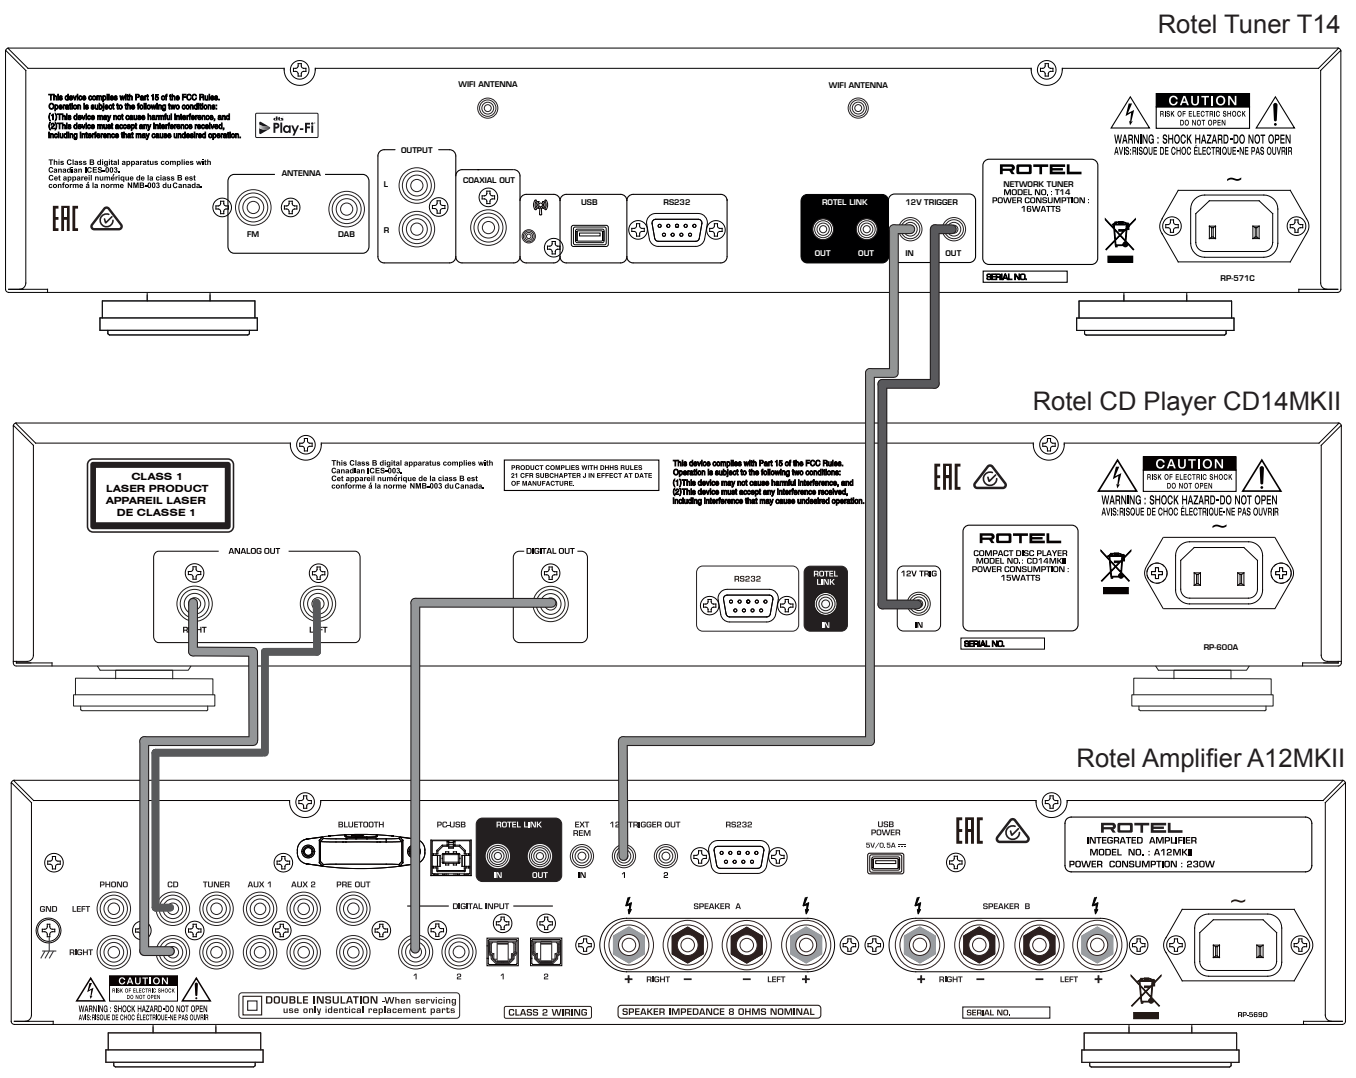 Rotel Tuner T14
WIFI ANTENNA
WIFI ANTENNA
This device complies with Part 15 of the FCC Rules.
Operation is subject to the following two conditions:
(1)This device may not cause harmful interference, and
(2)This device must accept any interference received,
including interference that may cause undesired operation.
dts
Play-Fi
CAUTION
RISK OF ELECTRIC SHOCK
DO NOT OPEN
WARNING : SHOCK HAZARD-DO NOT OPEN
AVIS:RISQUE DE CHOC ÉLECTRIQUE-NE PAS OUVRIR
This Class B digital apparatus complies with
Canadian ICES-003.
Cet appareil numérique de la class B est
conforme á la norme NMB-003 du Canada.
EAC
ANTENNA
FM
DAB
OUTPUT
L
R
COAXIAL OUT
USB
RS232
ROTEL LINK
OUT
OUT
12V TRIGGER
IN
OUT
ROTEL
NETWORK TUNER
MODEL NO. : T14
POWER CONSUMPTION :
16WATTS
SERIAL NO.
~
RP-571C
Rotel CD Player CD14MKII
CLASS 1
LASER PRODUCT
APPAREIL LASER
DE CLASSE 1
This Class B digital apparatus complies with
Canadian ICES-003.
Cet appareil numérique de la class B est
conforme á la norme NMB-003 du Canada.
PRODUCT COMPLIES WITH DHHS RULES
21 CFR SUBCHAPTER J IN EFFECT AT DATE
OF MANUFACTURE.
This device complies with Part 15 of the FCC Rules.
Operation is subject to the following two conditions:
(1)This device may not cause harmful interference, and
(2)This device must accept any interference received,
including interference that may cause undesired operation.
EAC
CAUTION
RISK OF ELECTRIC SHOCK
DO NOT OPEN
WARNING : SHOCK HAZARD-DO NOT OPEN
AVIS:RISQUE DE CHOC ÉLECTRIQUE-NE PAS OUVRIR
ANALOG OUT
RIGHT
LEFT
DIGITAL OUT
RS232
ROTEL
LINK
IN
12V TRIG
IN
ROTEL
COMPACT DISC PLAYER
MODEL NO. : CD14MKII
POWER CONSUMPTION :
15WATTS
SERIAL NO.
~
RP-600A
Rotel Amplifier A12MKII
BLUETOOTH
PC-USB
ROTEL LINK
IN
OUT
EXT
REM
IN
12V TRIGGER OUT
1
2
RS232
USB
POWER
5V/0.5A
EAC
ROTEL
INTEGRATED AMPLIFIER
MODEL NO. : A12MKII
POWER CONSUMPTION : 230W
GND
PHONO
CD
TUNER
AUX 1
AUX 2
PRE OUT
LEFT
RIGHT
DIGITAL INPUT
1
2
1
2
SPEAKER A
+ RIGHT − − LEFT +
SPEAKER B
+ RIGHT − − LEFT +
~
CAUTION
RISK OF ELECTRIC SHOCK
DO NOT OPEN
WARNING : SHOCK HAZARD-DO NOT OPEN
AVIS:RISQUE DE CHOC ÉLECTRIQUE-NE PAS OUVRIR
DOUBLE INSULATION -When servicing
use only identical replacement parts
CLASS 2 WIRING
SPEAKER IMPEDANCE 8 OHMS NOMINAL
SERIAL NO.
RP-569D